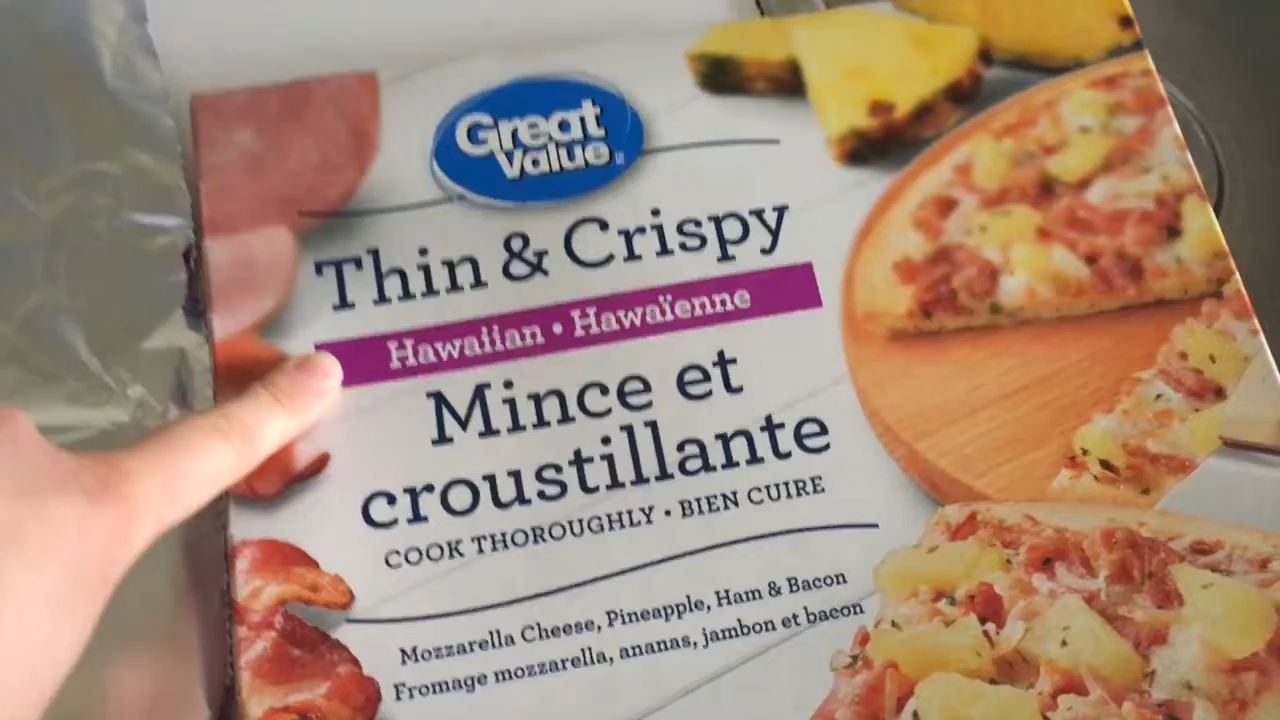 Great
Value
Thin & Crispy
Hawaiian • Hawaïenne
Mince et
croustillante
COOK THOROUGHLY • BIEN CUIRE
Mozzarella Cheese, Pineapple, Ham & Bacon
Fromage mozzarella, ananas, jambon et bacon